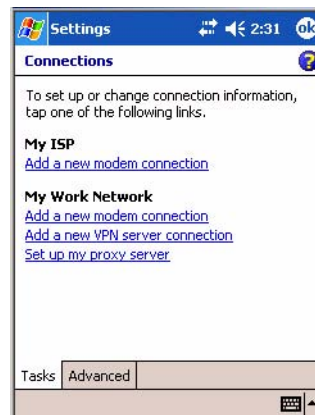 Settings 2:31 ok
Connections ?
To set up or change connection information,
tap one of the following links.
My ISP
Add a new modem connection
My Work Network
Add a new modem connection
Add a new VPN server connection
Set up my proxy server
Tasks Advanced